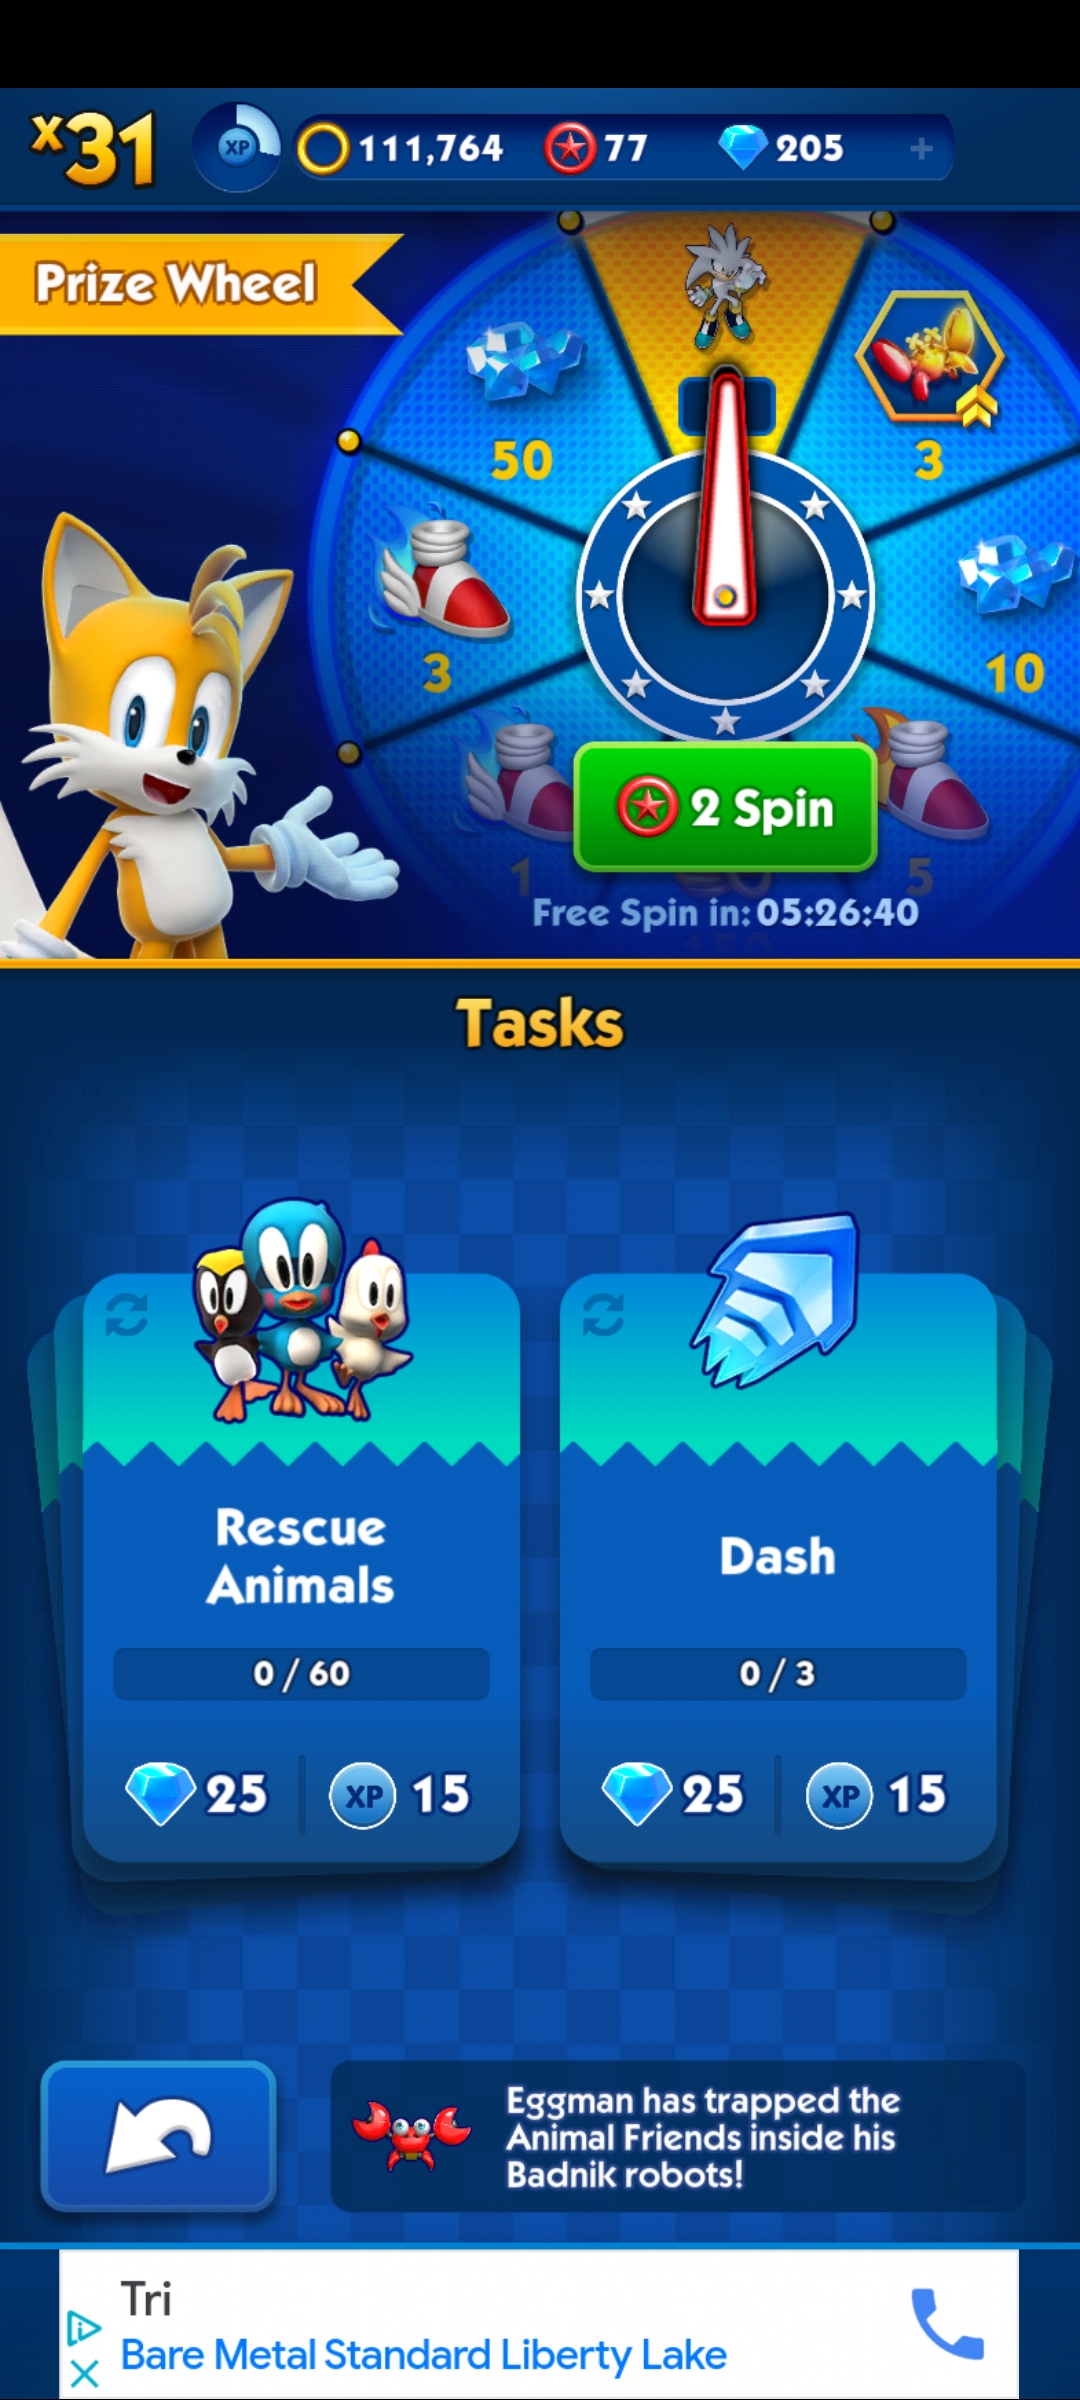 x31
XP
111,764
77
205
+
Prize Wheel
50
3
3
10
1
5
2 Spin
Free Spin in: 05:26:40
Tasks
Rescue
Animals
0 / 60
25
XP
15
Dash
0 / 3
25
XP
15
Eggman has trapped the
Animal Friends inside his
Badnik robots!
Tri
Bare Metal Standard Liberty Lake